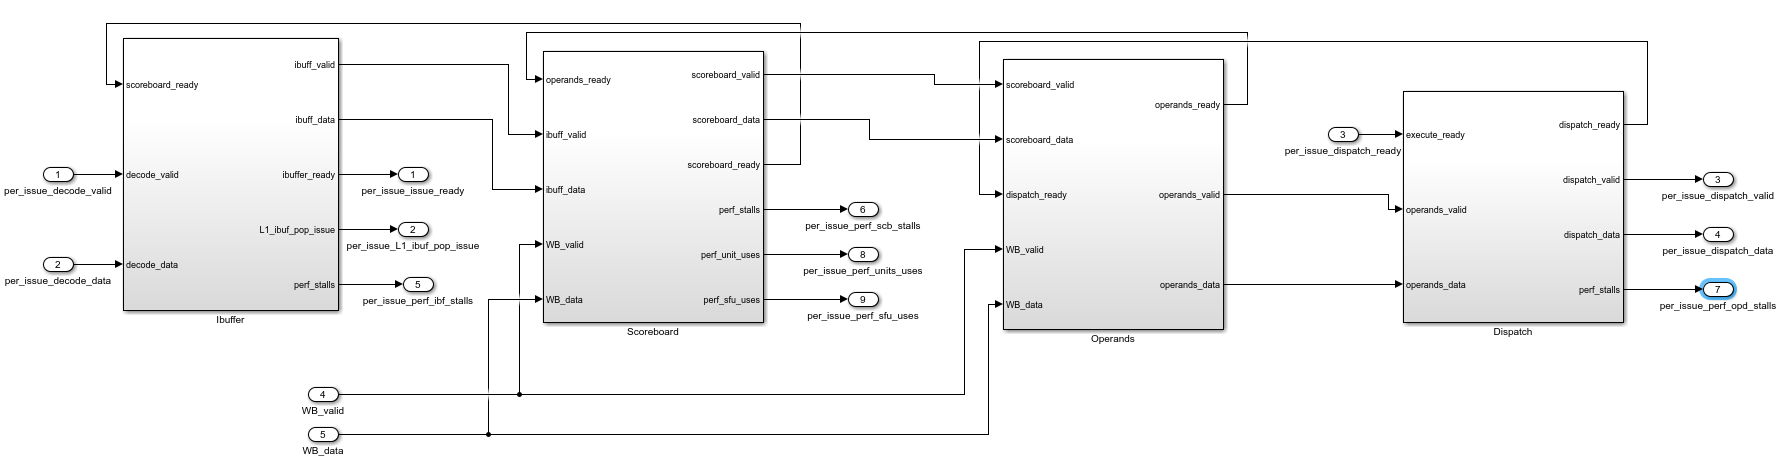 scoreboard_ready
decode_valid
decode_data
ibuff_valid
ibuff_data
ibuffer_ready
L1_ibuf_pop_issue
perf_stalls
Ibuffer
1
per_issue_decode_valid
2
per_issue_decode_data
1
per_issue_issue_ready
2
per_issue_L1_ibuf_pop_issue
5
per_issue_perf_ibf_stalls
operands_ready
ibuff_valid
ibuff_data
WB_valid
WB_data
scoreboard_valid
scoreboard_data
scoreboard_ready
perf_stalls
perf_unit_uses
perf_sfu_uses
Scoreboard
6
per_issue_perf_scb_stalls
8
per_issue_perf_units_uses
9
per_issue_perf_sfu_uses
4
WB_valid
5
WB_data
scoreboard_valid
scoreboard_data
dispatch_ready
WB_valid
WB_data
operands_ready
operands_valid
operands_data
Operands
3
per_issue_dispatch_ready
execute_ready
operands_valid
operands_data
dispatch_ready
dispatch_valid
dispatch_data
perf_stalls
Dispatch
3
per_issue_dispatch_valid
4
per_issue_dispatch_data
7
per_issue_perf_opd_stalls